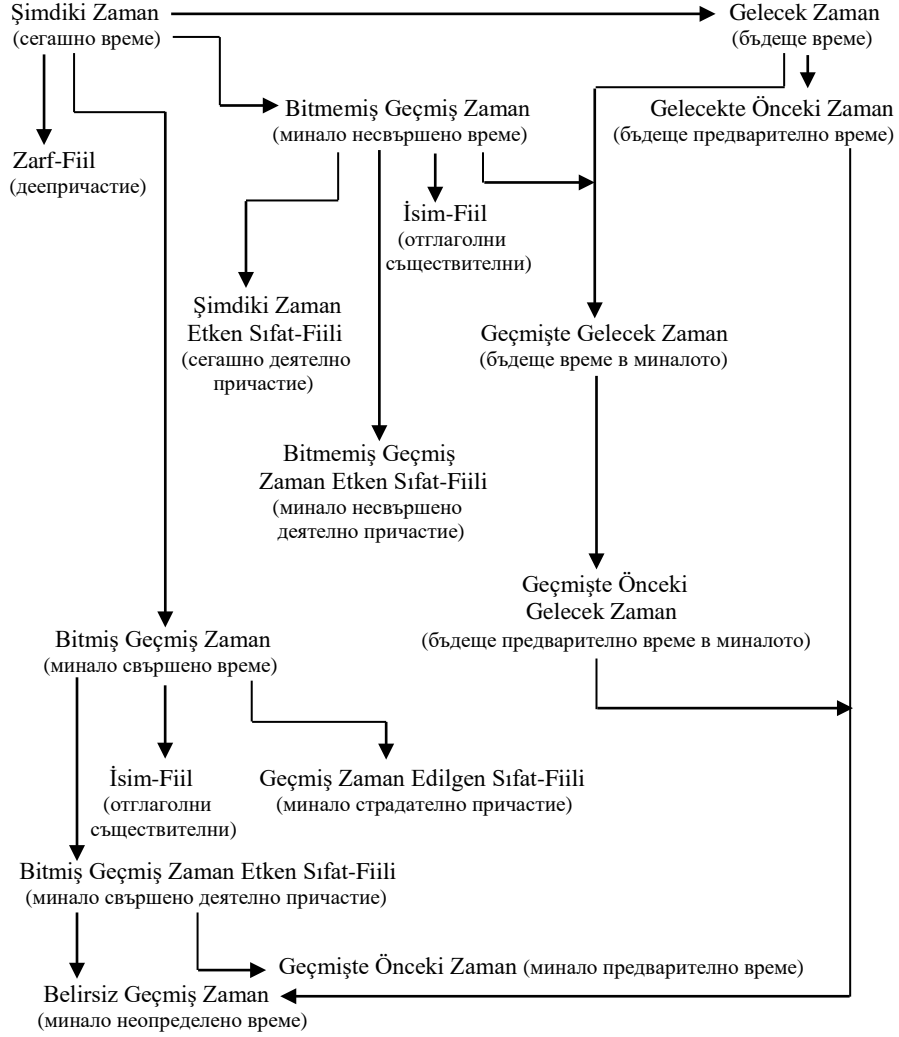 Şimdiki Zaman
(сегашно време)
Gelecek Zaman
(бъдеще време)
Bitmemiş Geçmiş Zaman
(минало несвършено време)
Gelecekte Önceki Zaman
(бъдеще предварително време)
Zarf-Fiil
(деепричастие)
İsim-Fiil
(отглаголни
съществителни)
Şimdiki Zaman
Etken Sıfat-Fiili
(сегашно деятелно
причастие)
Geçmişte Gelecek Zaman
(бъдеще време в миналото)
Bitmemiş Geçmiş
Zaman Etken Sıfat-Fiili
(минало несвършено
деятелно причастие)
Geçmişte Önceki
Gelecek Zaman
(бъдеще предварително време в миналото)
Bitmiş Geçmiş Zaman
(минало свършено време)
İsim-Fiil
(отглаголни
съществителни)
Geçmiş Zaman Edilgen Sıfat-Fiili
(минало страдателно причастие)
Bitmiş Geçmiş Zaman Etken Sıfat-Fiili
(минало свършено деятелно причастие)
Geçmişte Önceki Zaman (минало предварително време)
Belirsiz Geçmiş Zaman
(минало неопределено време)